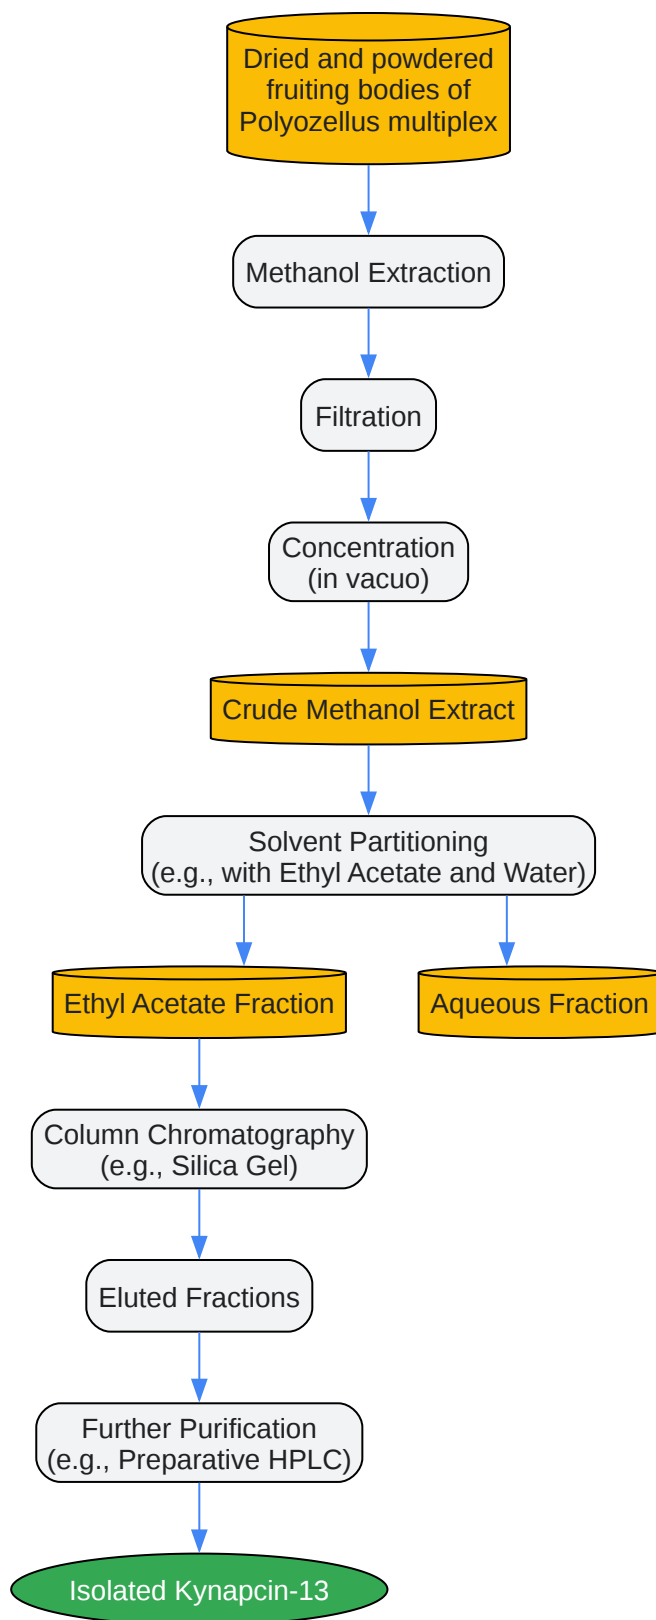 Dried and powdered
fruiting bodies of
Polyozellus multiplex
Methanol Extraction
Filtration
Concentration
(in vacuo)
Crude Methanol Extract
Solvent Partitioning
(e.g., with Ethyl Acetate and Water)
Ethyl Acetate Fraction
Aqueous Fraction
Column Chromatography
(e.g., Silica Gel)
Eluted Fractions
Further Purification
(e.g., Preparative HPLC)
Isolated Kynapcin-13